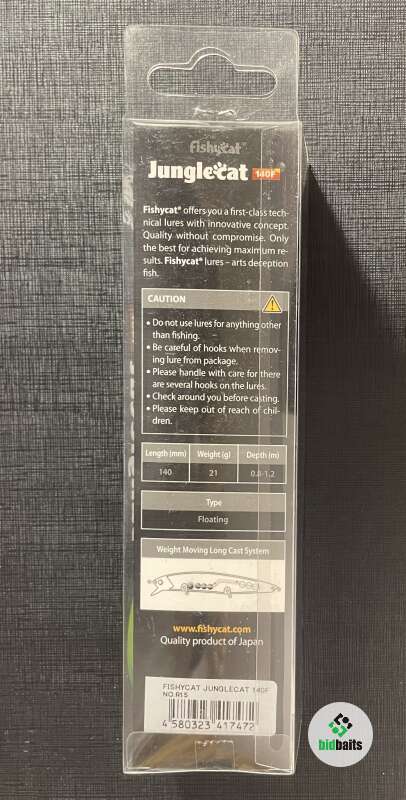 fishycat
Junglecat 140F
Fishycat® offers you a first-class tech-
nical lures with innovative concept.
Quality without compromise. Only
the best for achieving maximum re-
sults. Fishycat® lures – arts deception
fish.
CAUTION
• Do not use lures for anything other
than fishing.
• Be careful of hooks when remov-
ing lure from package.
• Please handle with care for there
are several hooks on the lures.
• Check around you before casting.
• Please keep out of reach of chil-
dren.
Length (mm) Weight (g) Depth (m)
140 21 0.8-1.2
Type
Floating
Weight Moving Long Cast System
www.fishycat.com
Quality product of Japan
FISHYCAT JUNGLECAT 140F
NO.R15
4 580323 417472
bidbaits